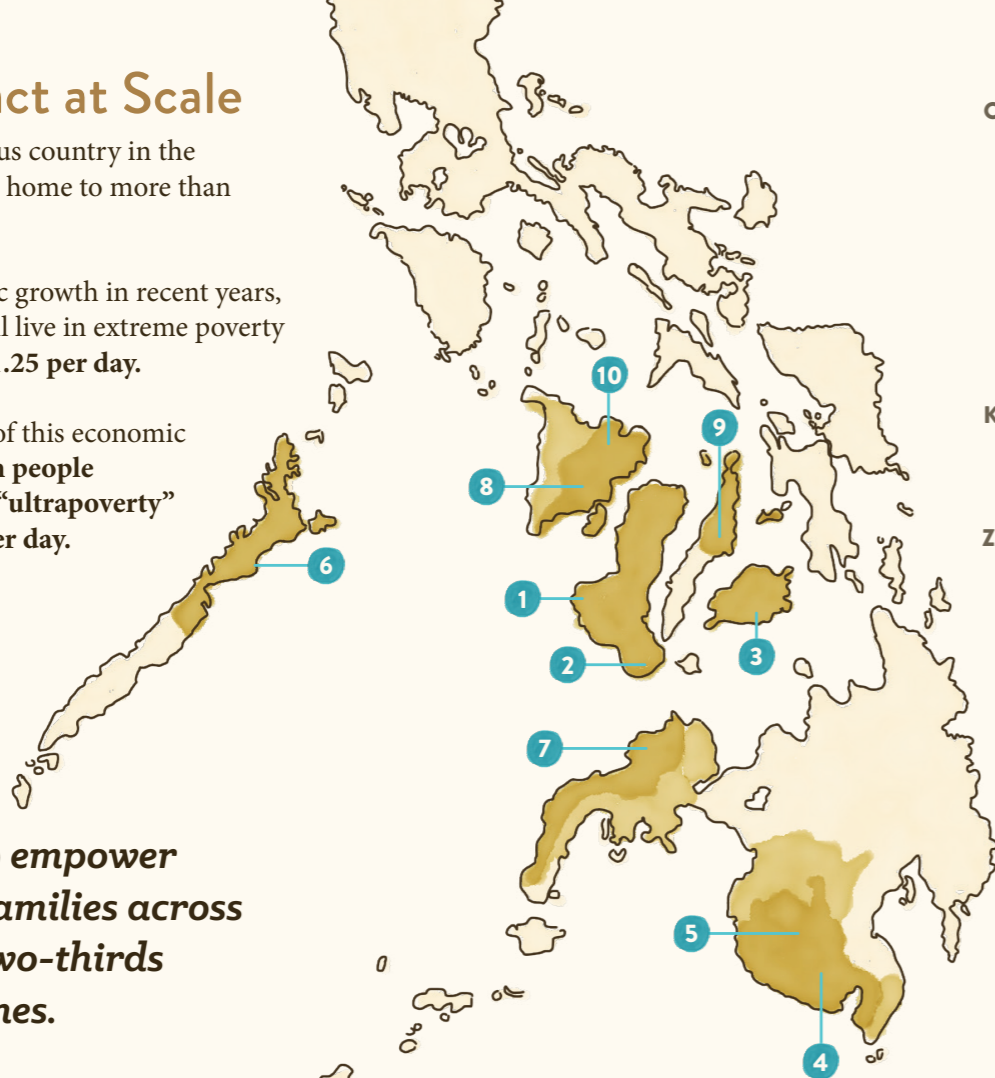 ct at Scale
us country in the
home to more than
c growth in recent years,
l live in extreme poverty
.25 per day.
of this economic
n people
“ultrapoverty”
er day.
empower
amilies across
wo-thirds
nes.
10
9
8
6
1
2
3
7
5
4
K
Z